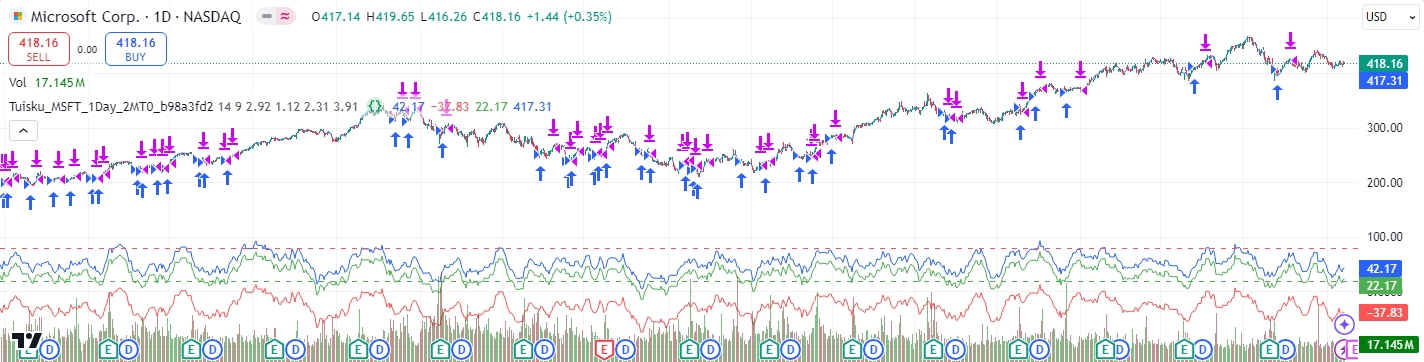 Microsoft Corp. · 1D · NASDAQ O417.14 H419.65 L416.26 C418.16 +1.44 (+0.35%)
USD
418.16 0.00 418.16
SELL BUY
418.16
417.31
Vol 17.145M
Tuisku_MSFT_1Day_2MT0_b98a3fd2 14 9 2.92 1.12 2.31 3.91 {} 42.17 −37.83 22.17 417.31
300.00
200.00
100.00
42.17
22.17
−37.83
17.145M
E D E D E D E D E D E D E D E D E D E D E D E D E D E D E D E D E